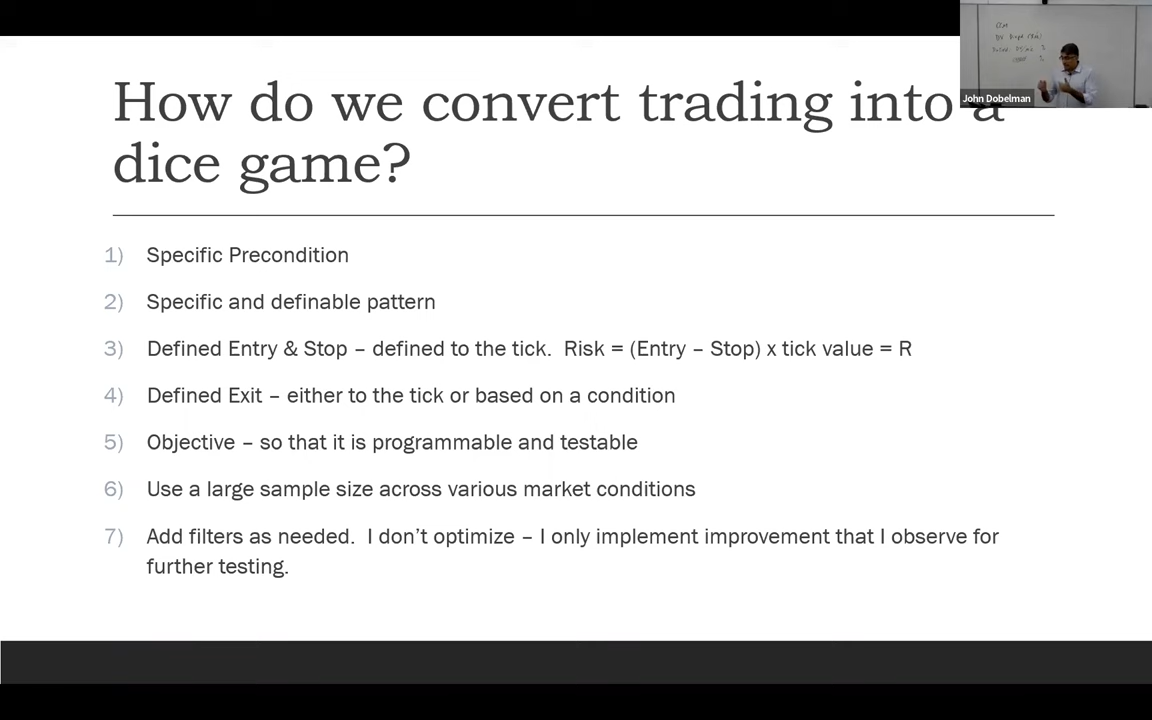 How do we convert trading into a
dice game?
John Dobelman
1) Specific Precondition
2) Specific and definable pattern
3) Defined Entry & Stop – defined to the tick.  Risk = (Entry – Stop) x tick value = R
4) Defined Exit – either to the tick or based on a condition
5) Objective – so that it is programmable and testable
6) Use a large sample size across various market conditions
7) Add filters as needed.  I don't optimize – I only implement improvement that I observe for
further testing.